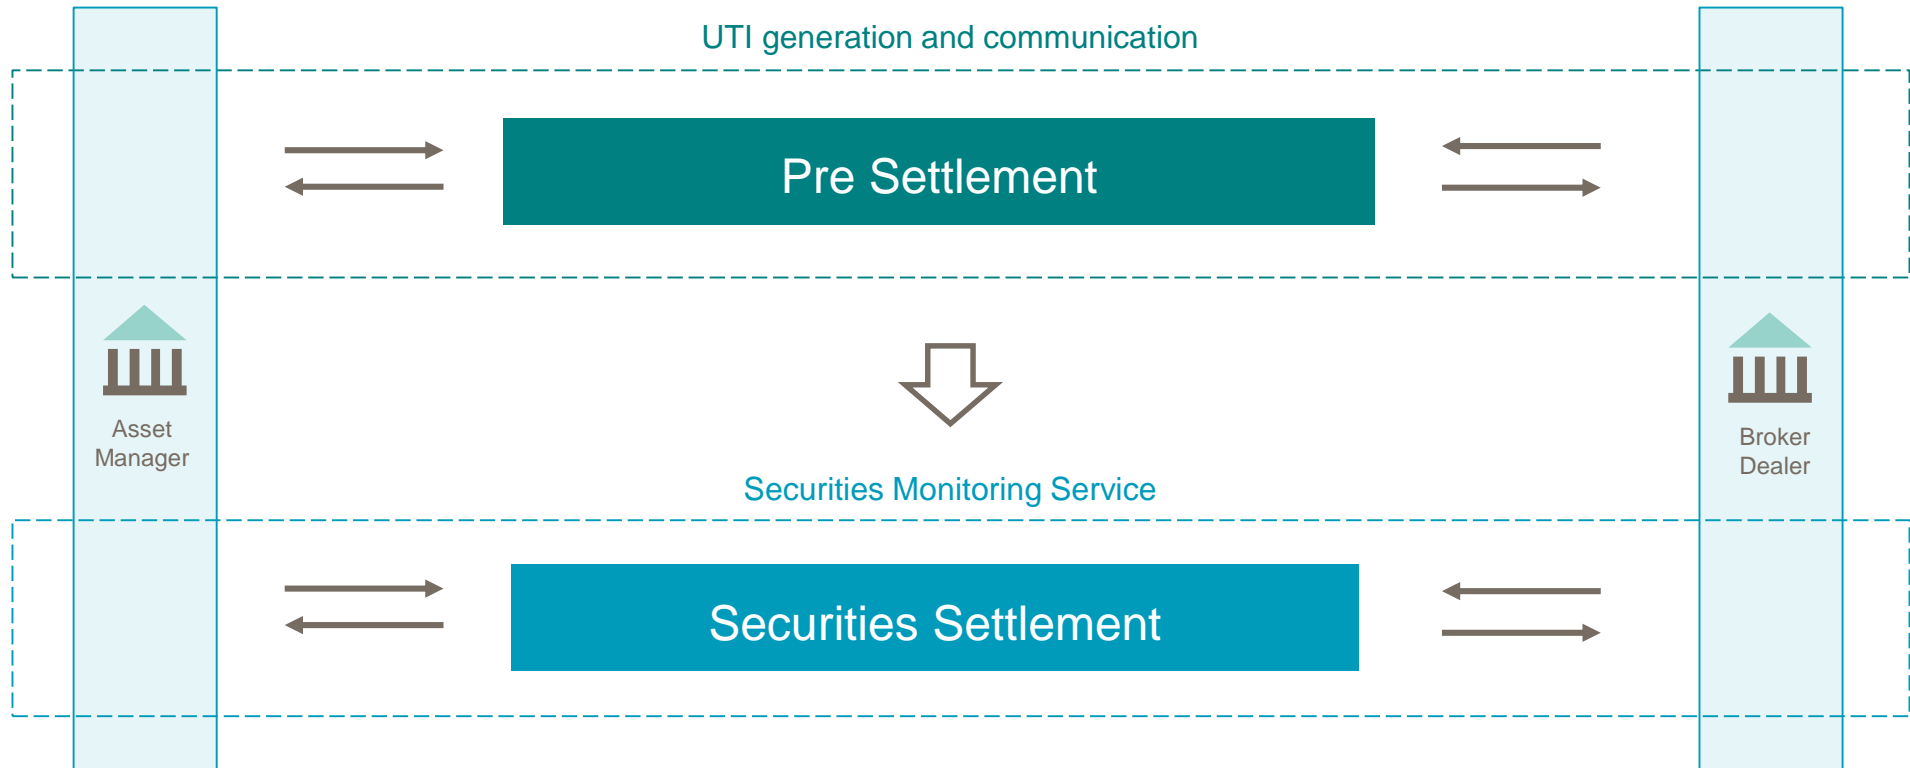 UTI generation and communication
Pre Settlement
Asset
Manager
Broker
Dealer
Securities Monitoring Service
Securities Settlement